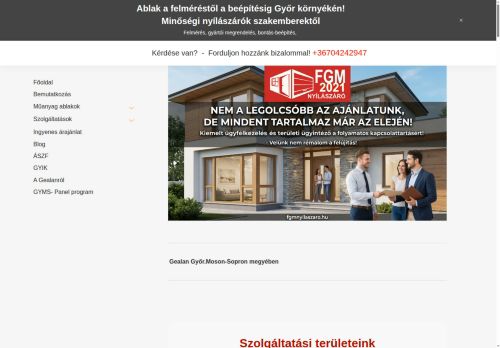 Ablak a felméréstől a beépítésig Győr környékén!
Minőségi nyílászárók szakemberektől
Felmérés, gyártói megrendelés, bontás-beépítés,
×
Kérdése van? - Forduljon hozzánk bizalommal! +36704242947
Főoldal
Bemutatkozás
Műanyag ablakok
Szolgáltatások
Ingyenes árajánlat
Blog
ÁSZF
GYIK
A Gealanról
GYMS- Panel program
FGM
2021
NYÍLÁSZÁRÓ
NEM A LEGOLCSÓBB AZ AJÁNLATUNK,
DE MINDENT TARTALMAZ MÁR AZ ELEJÉN!
Kiemelt ügyfélkezelés és területi ügyintéző a folyamatos kapcsolattartásért!
- Velünk nem rémálom a felújítás!
fgmnyilaszaro.hu
Gealan Győr.Moson-Sopron megyében
Szolgáltatási területeink